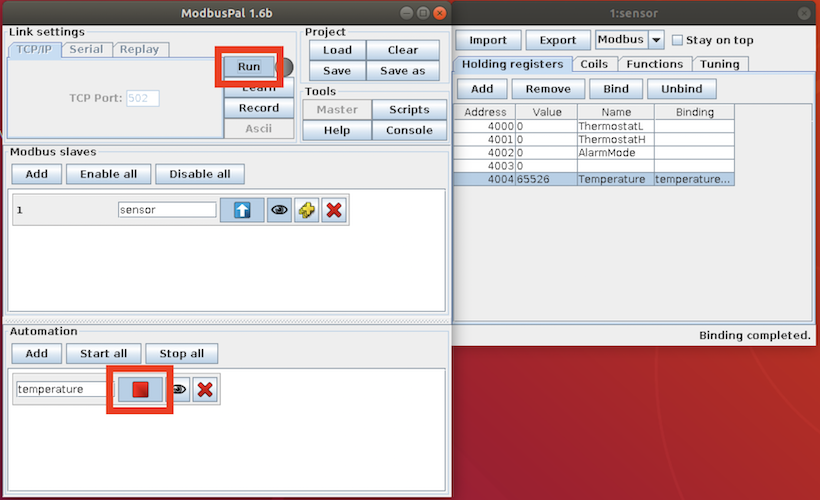 ModbusPal 1.6b
Link settings
TCP/IP Serial Replay
TCP Port: 502
Run
Learn
Record
Ascii
Project
Load Clear
Save Save as
Tools
Master Scripts
Help Console
Modbus slaves
Add Enable all Disable all
1 sensor
Automation
Add Start all Stop all
temperature
1:sensor
Import Export Modbus Stay on top
Holding registers Coils Functions Tuning
Add Remove Bind Unbind
Address Value Name Binding
4000 0 ThermostatL
4001 0 ThermostatH
4002 0 AlarmMode
4003 0
4004 65526 Temperature temperature...
Binding completed.